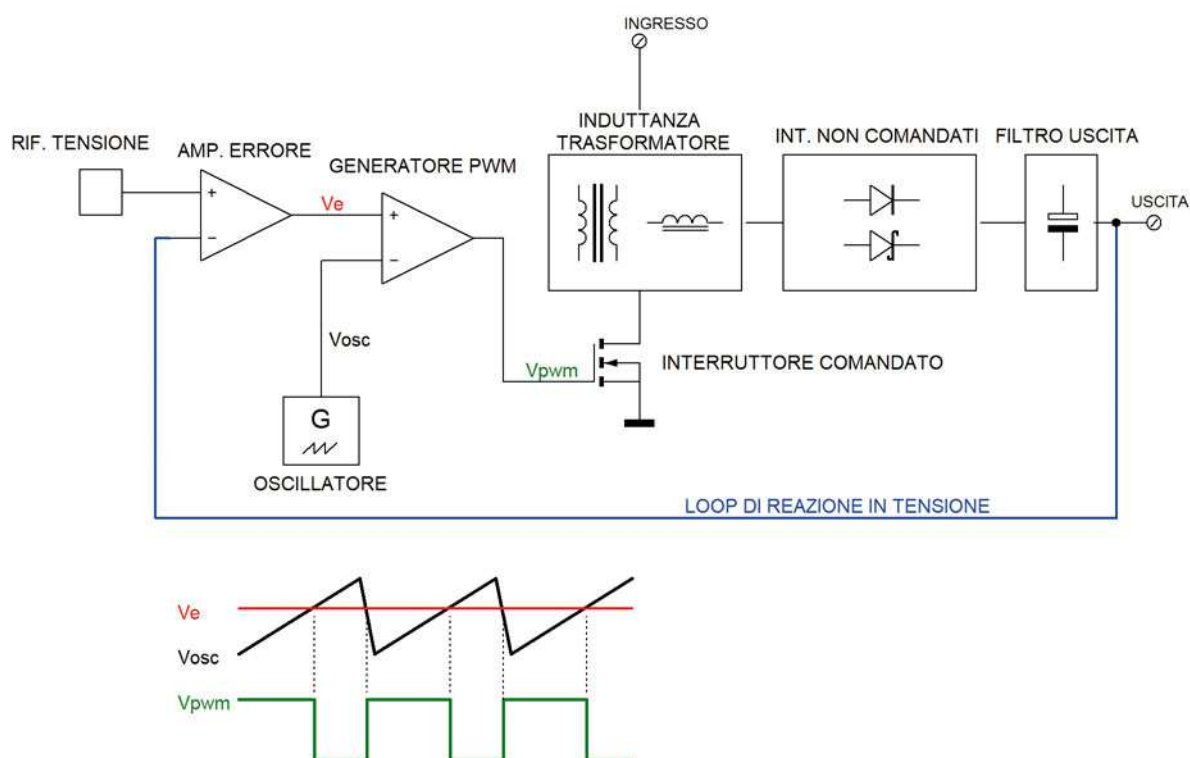 INGRESSO
RIF. TENSIONE
AMP. ERRORE
GENERATORE PWM
INDUTTANZA
TRASFORMATORE
INT. NON COMANDATI
FILTRO USCITA
USCITA
+
−
Ve
+
−
Vosc
Vpwm
INTERRUTTORE COMANDATO
G
OSCILLATORE
LOOP DI REAZIONE IN TENSIONE
Ve
Vosc
Vpwm